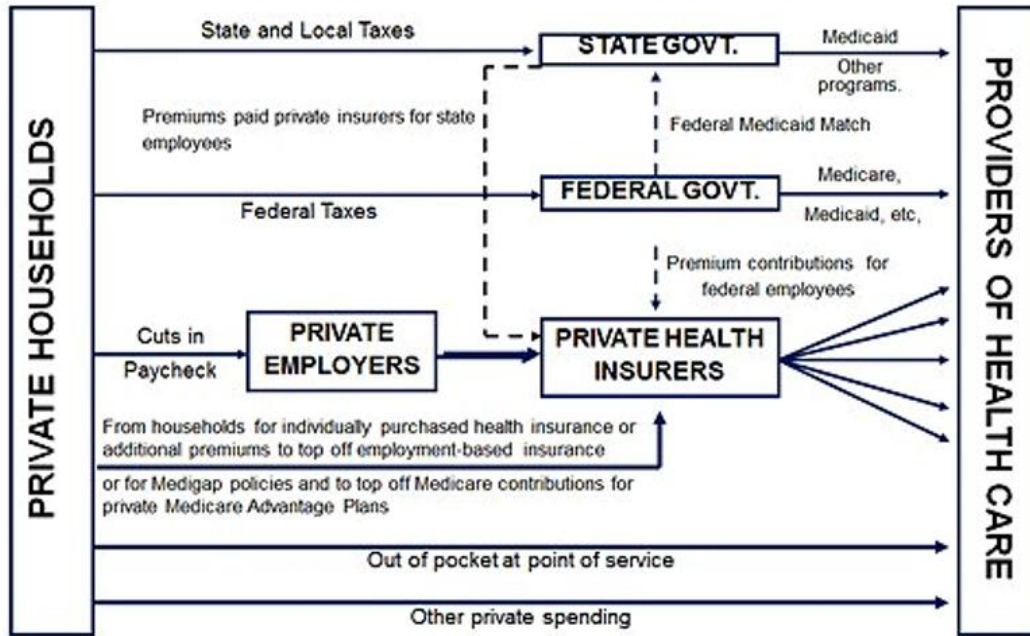 PRIVATE HOUSEHOLDS
State and Local Taxes
STATE GOVT.
Medicaid
Other
programs.
Premiums paid private insurers for state
employees
Federal Medicaid Match
Federal Taxes
FEDERAL GOVT.
Medicare,
Medicaid, etc,
Premium contributions for
federal employees
Cuts in
Paycheck
PRIVATE
EMPLOYERS
PRIVATE HEALTH
INSURERS
From households for individually purchased health insurance or
additional premiums to top off employment-based insurance
or for Medigap policies and to top off Medicare contributions for
private Medicare Advantage Plans
Out of pocket at point of service
Other private spending
PROVIDERS OF HEALTH CARE